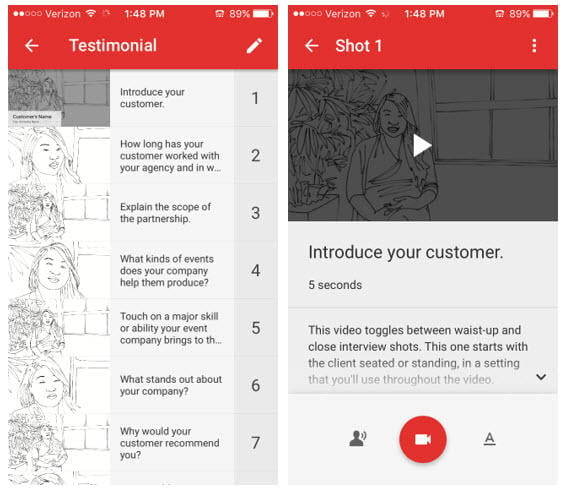 Verizon 1:48 PM 89%
Testimonial
Introduce your
customer.
1
Customer's Name
How long has your
customer worked with
your agency and in w...
2
Explain the scope of
the partnership.
3
What kinds of events
does your company
help them produce?
4
Touch on a major skill
or ability your event
company brings to th...
5
What stands out about
your company?
6
Why would your
customer recommend
you?
7
Verizon 1:48 PM 89%
Shot 1
Introduce your customer.
5 seconds
This video toggles between waist-up and
close interview shots. This one starts with
the client seated or standing, in a setting
that you'll use throughout the video.
A